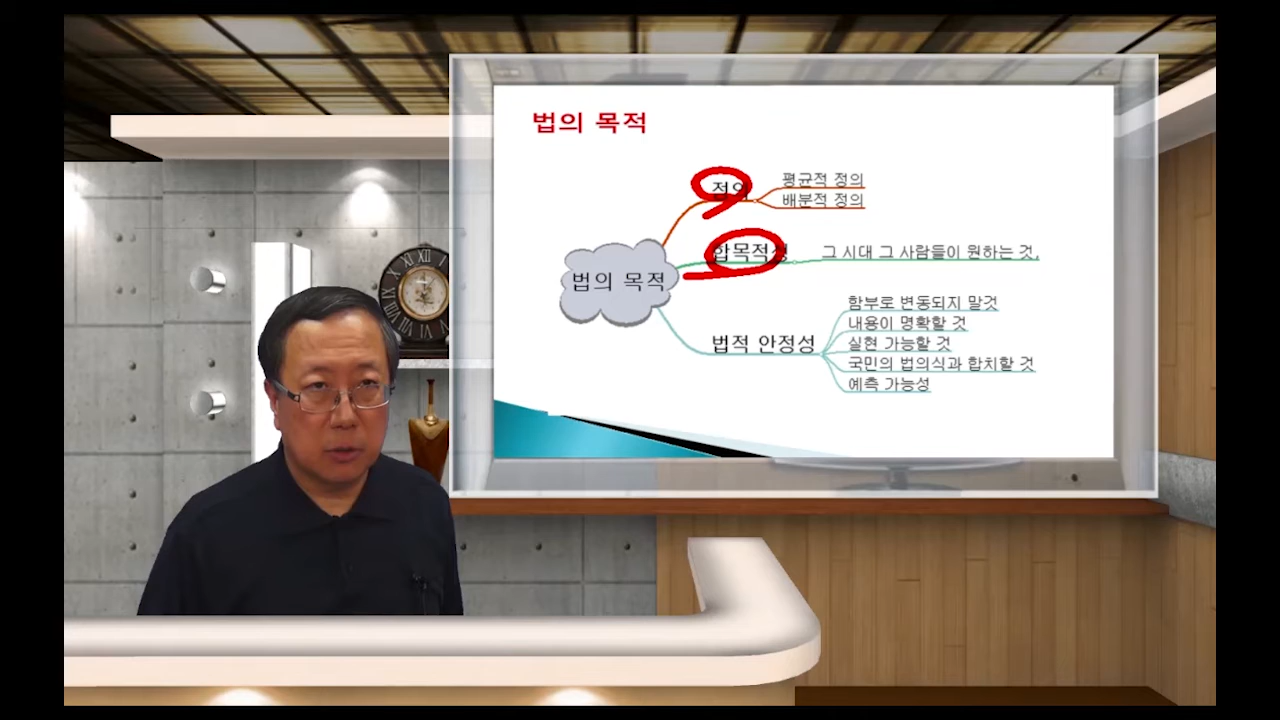 법의 목적
정의
평균적 정의
배분적 정의
합목적성
그 시대 그 사람들이 원하는 것,
법의 목적
법적 안정성
함부로 변동되지 말것
내용이 명확할 것
실현 가능할 것
국민의 법의식과 합치할 것
예측 가능성